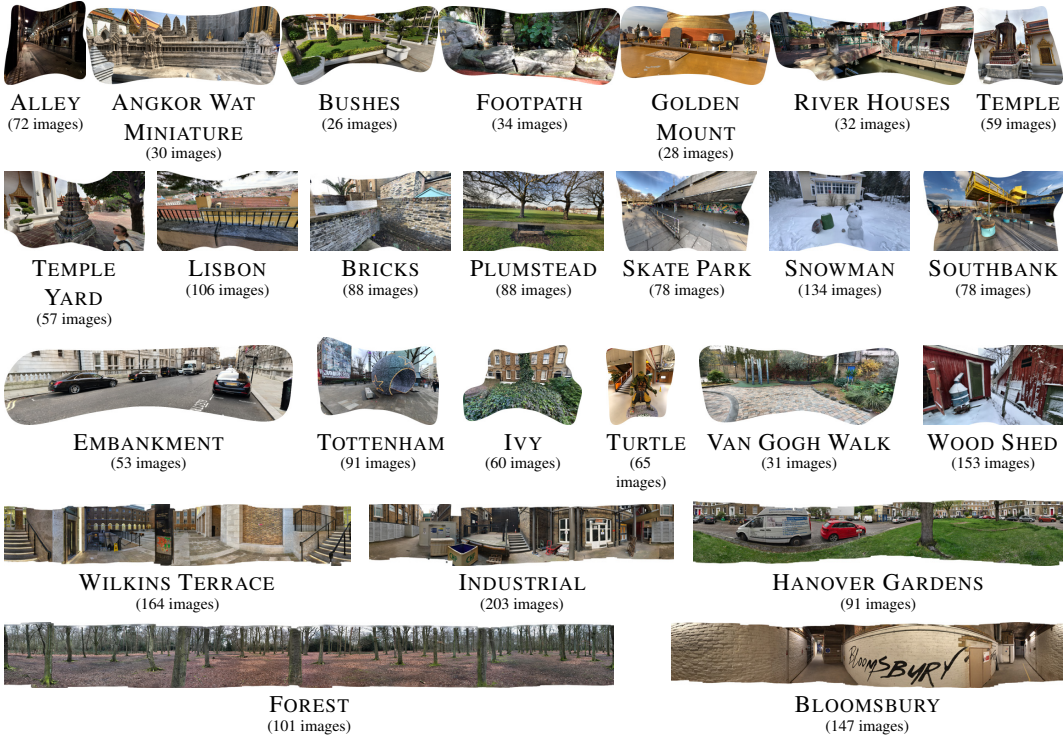 ALLEY
(72 images)
ANGKOR WAT
MINIATURE
(30 images)
BUSHES
(26 images)
FOOTPATH
(34 images)
GOLDEN
MOUNT
(28 images)
RIVER HOUSES
(32 images)
TEMPLE
(59 images)
TEMPLE
YARD
(57 images)
LISBON
(106 images)
BRICKS
(88 images)
PLUMSTEAD
(88 images)
SKATE PARK
(78 images)
SNOWMAN
(134 images)
SOUTHBANK
(78 images)
EMBANKMENT
(53 images)
TOTTENHAM
(91 images)
IVY
(60 images)
TURTLE
(65
images)
VAN GOGH WALK
(31 images)
WOOD SHED
(153 images)
WILKINS TERRACE
(164 images)
INDUSTRIAL
(203 images)
HANOVER GARDENS
(91 images)
BLOOMSBURY
FOREST
(101 images)
BLOOMSBURY
(147 images)